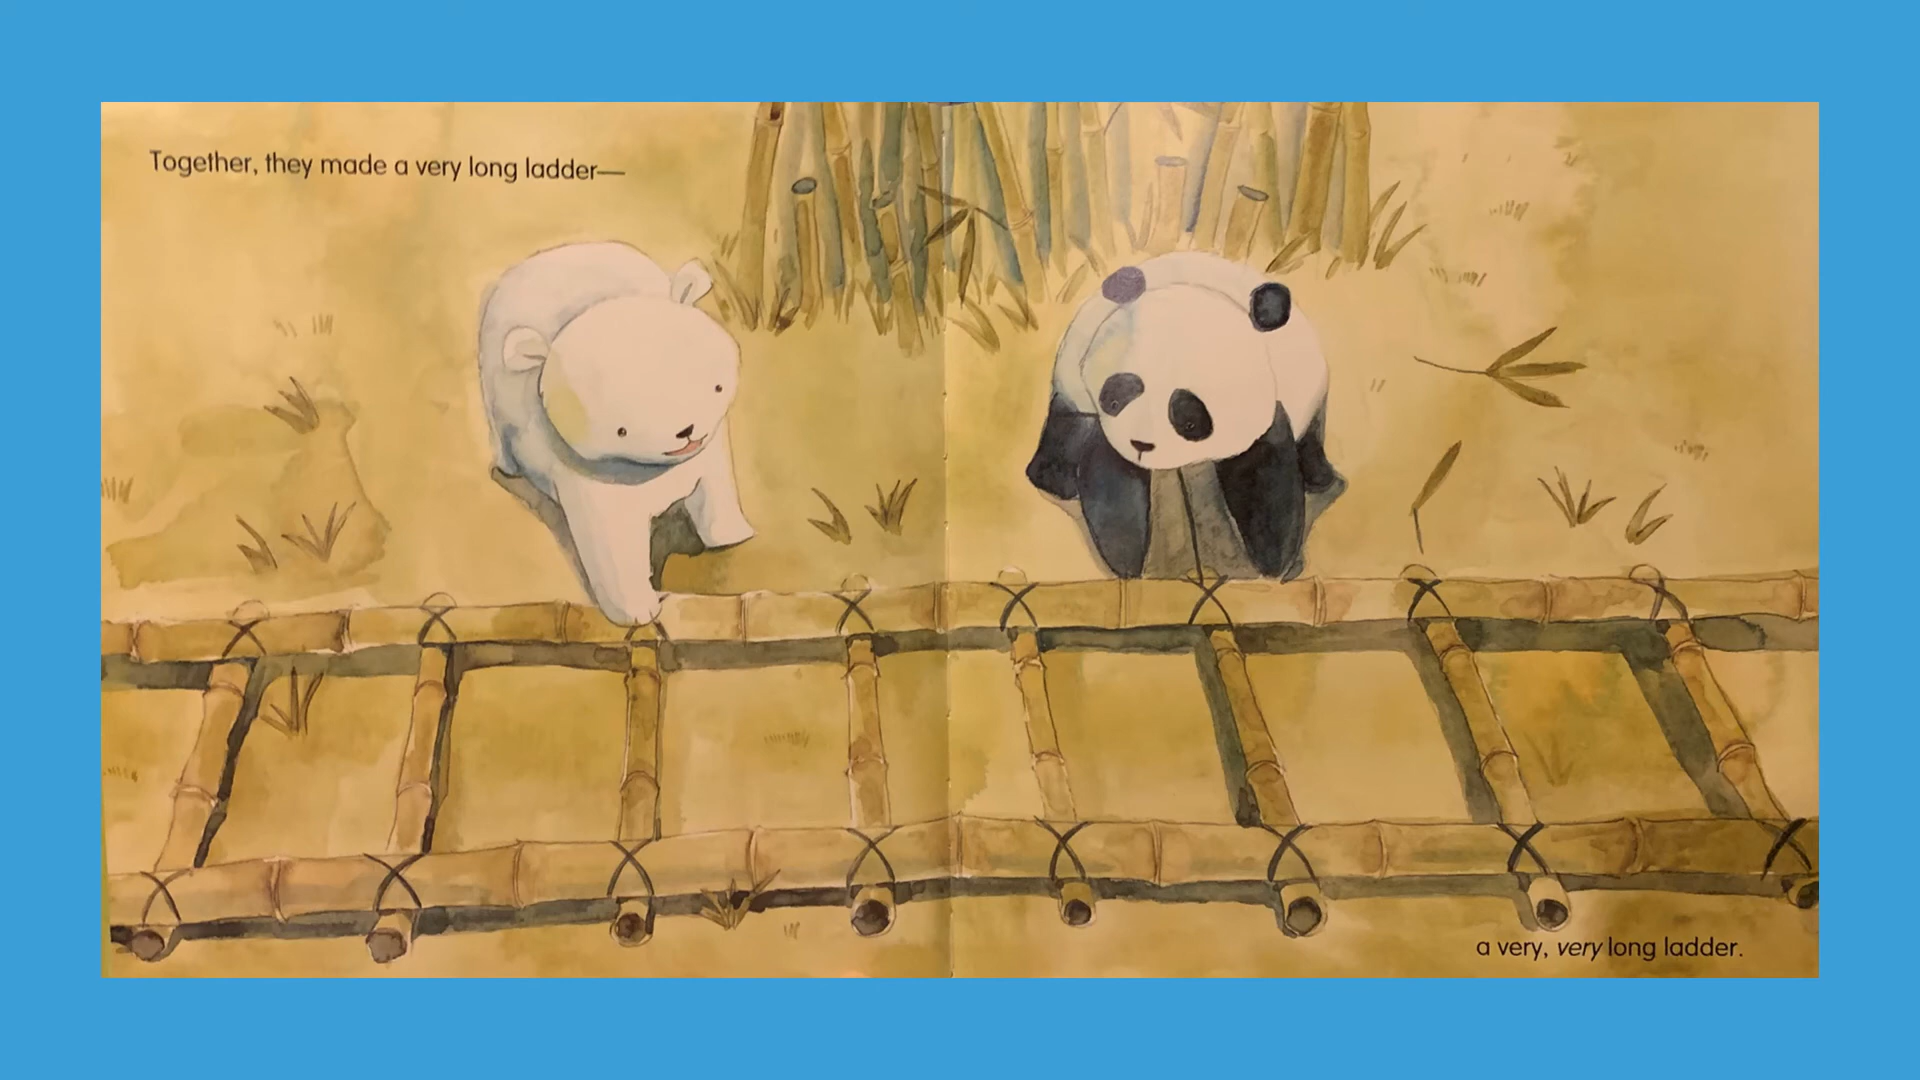 Together, they made a very long ladder—
a very, very long ladder.